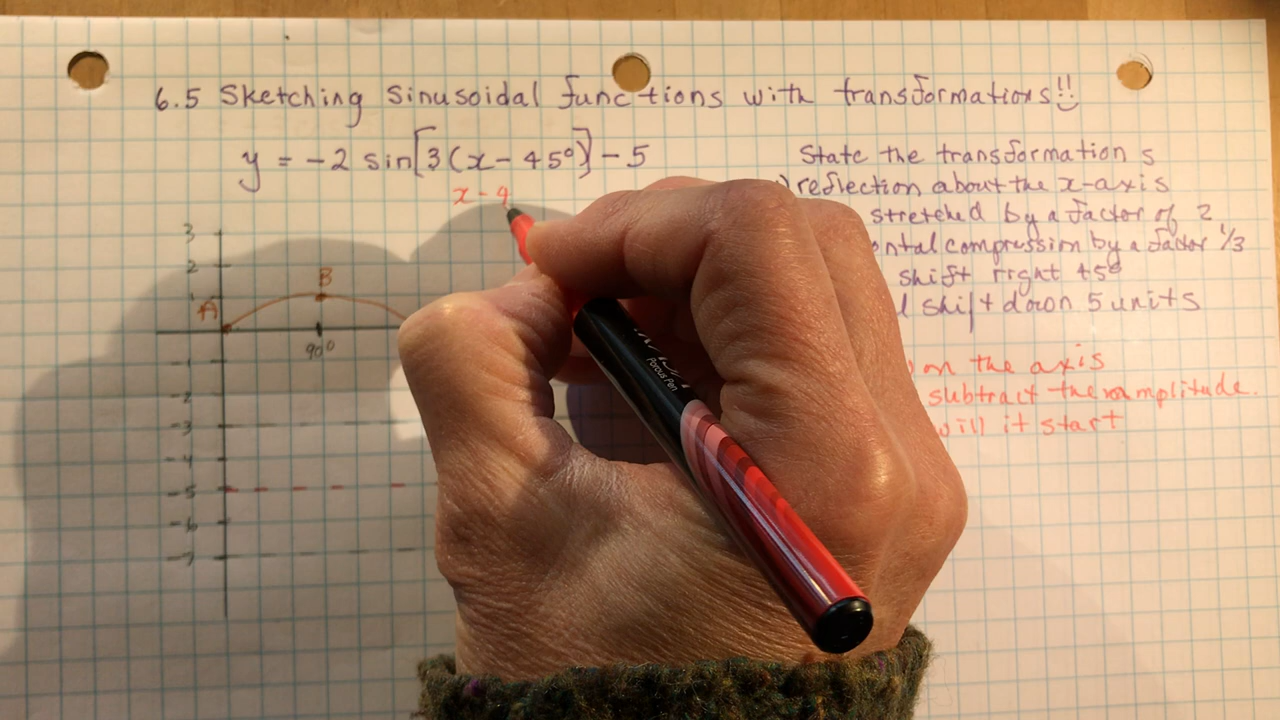 6.5 Sketching Sinusoidal functions with transformations!!
y = -2 sin[3(x - 45°)] - 5
x - 4
State the transformations
) reflection about the x-axis
stretched by a factor of 2
ontal compression by a factor 1/3
shift right 45°
l shift down 5 units
on the axis
subtract the amplitude.
will it start
3
2
1
B
A
90°
-1
-2
-3
-4
-5
-6
-7
Porous Pen